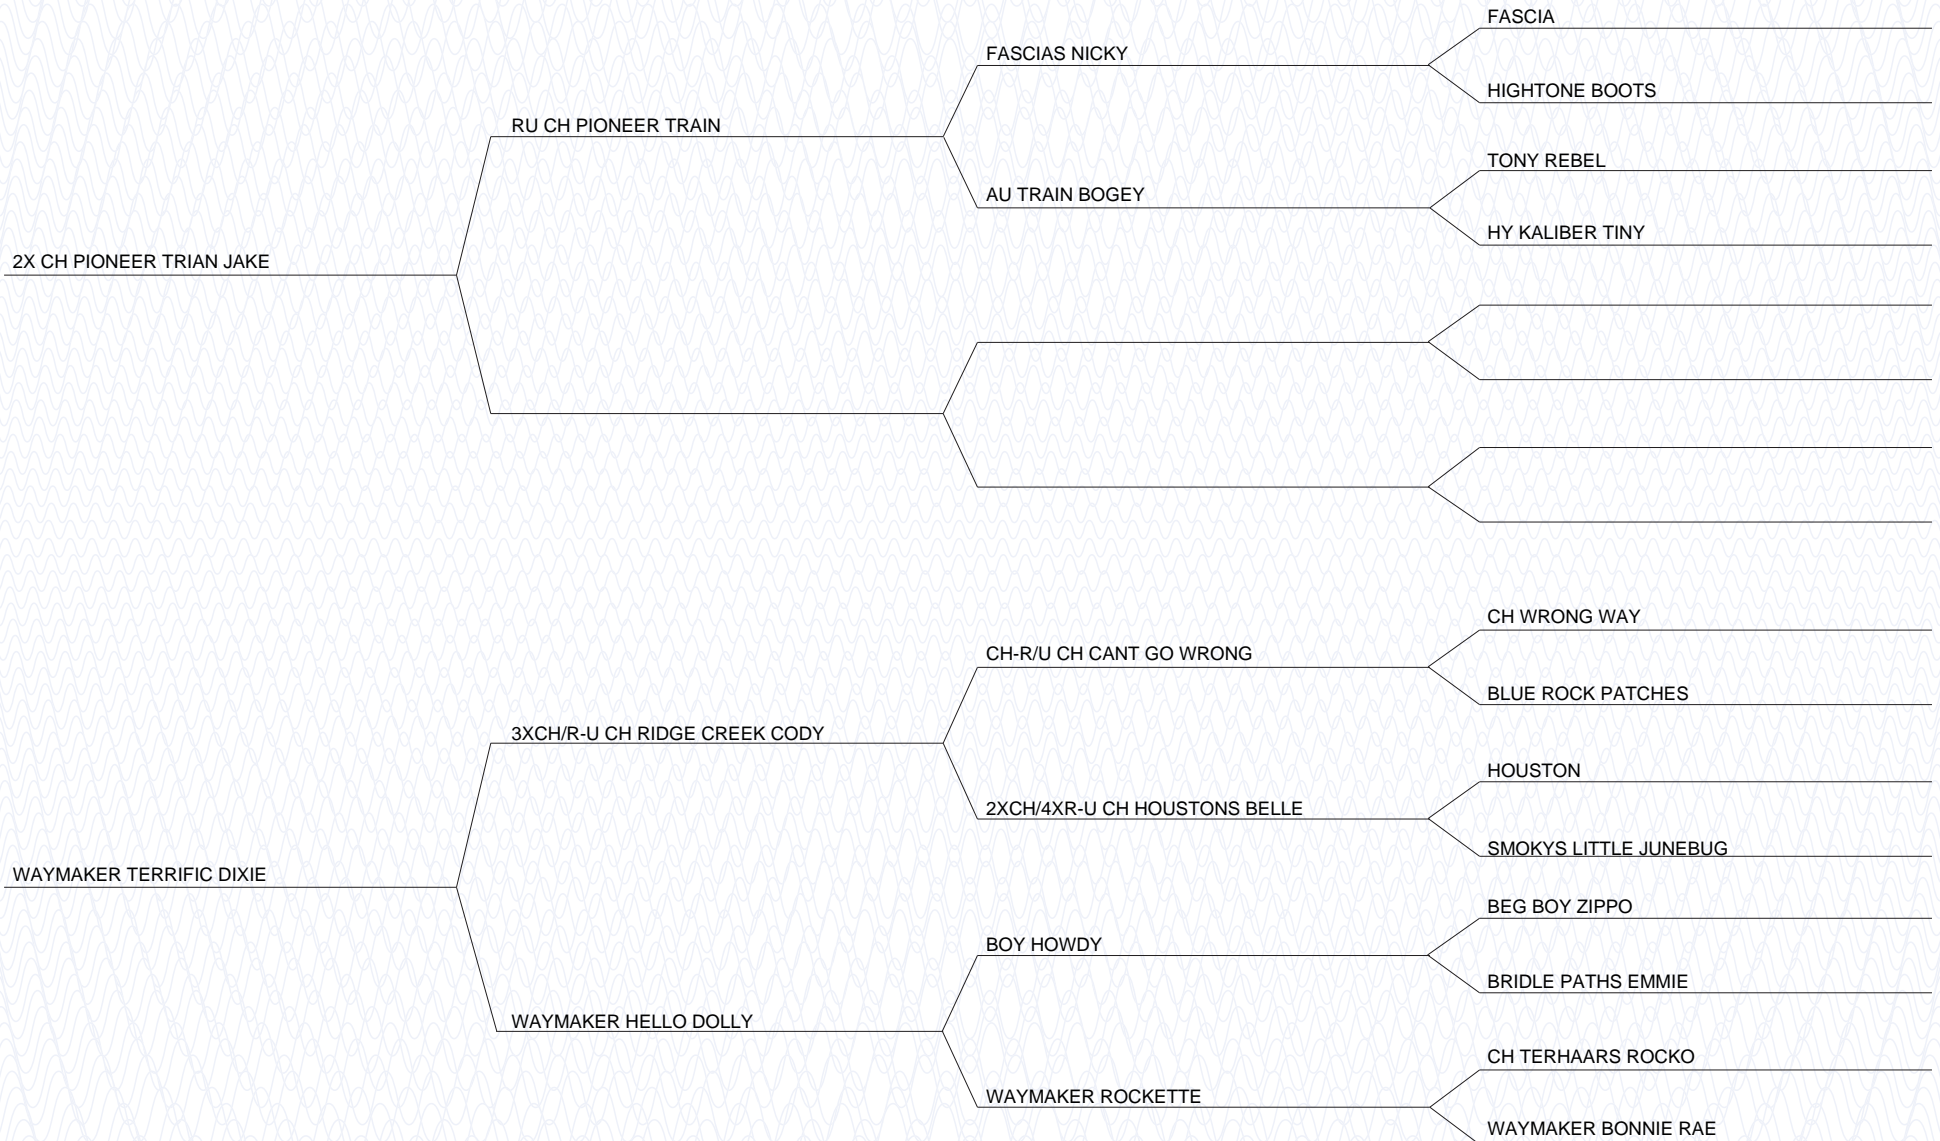 FASCIA
FASCIAS NICKY
HIGHTONE BOOTS
RU CH PIONEER TRAIN
TONY REBEL
AU TRAIN BOGEY
HY KALIBER TINY
2X CH PIONEER TRIAN JAKE
CH WRONG WAY
CH-R/U CH CANT GO WRONG
BLUE ROCK PATCHES
3XCH/R-U CH RIDGE CREEK CODY
HOUSTON
2XCH/4XR-U CH HOUSTONS BELLE
SMOKYS LITTLE JUNEBUG
WAYMAKER TERRIFIC DIXIE
BEG BOY ZIPPO
BOY HOWDY
BRIDLE PATHS EMMIE
WAYMAKER HELLO DOLLY
CH TERHAARS ROCKO
WAYMAKER ROCKETTE
WAYMAKER BONNIE RAE